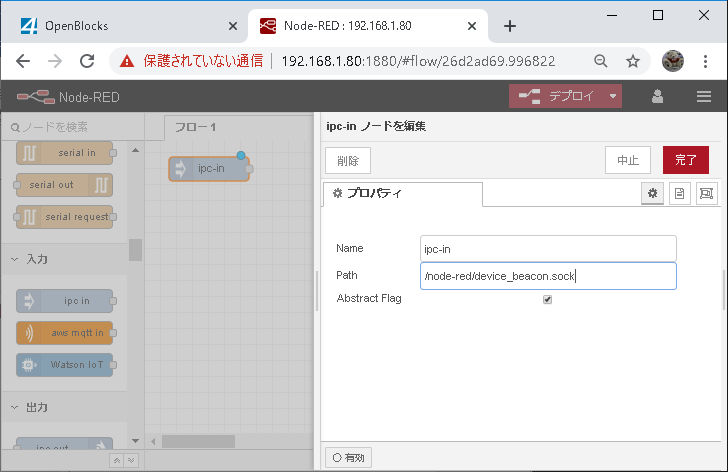 OpenBlocks
Node-RED : 192.168.1.80
保護されていない通信 192.168.1.80:1880/#flow/26d2ad69.996822
Node-RED
デプロイ
ノードを検索
フロー 1
ipc-in ノードを編集
serial in
ipc-in
削除
中止
完了
serial out
プロパティ
serial request
入力
Name
ipc-in
Path
/node-red/device_beacon.sock
ipc in
Abstract Flag
aws mqtt in
Watson IoT
出力
ipc out
有効